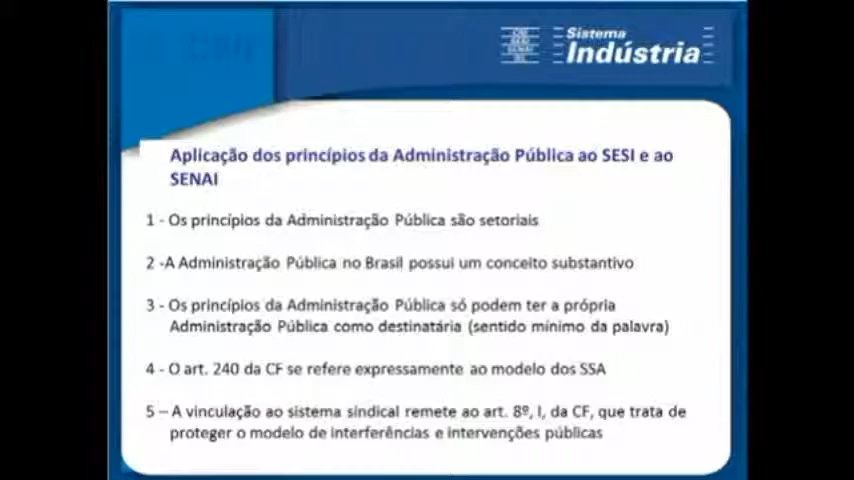 CNI
SESI
SENAI
IEL
Sistema
Indústria
Aplicação dos princípios da Administração Pública ao SESI e ao
SENAI
1 - Os princípios da Administração Pública são setoriais
2 -A Administração Pública no Brasil possui um conceito substantivo
3 - Os princípios da Administração Pública só podem ter a própria
Administração Pública como destinatária (sentido mínimo da palavra)
4 - O art. 240 da CF se refere expressamente ao modelo dos SSA
5 – A vinculação ao sistema sindical remete ao art. 8º, I, da CF, que trata de
proteger o modelo de interferências e intervenções públicas